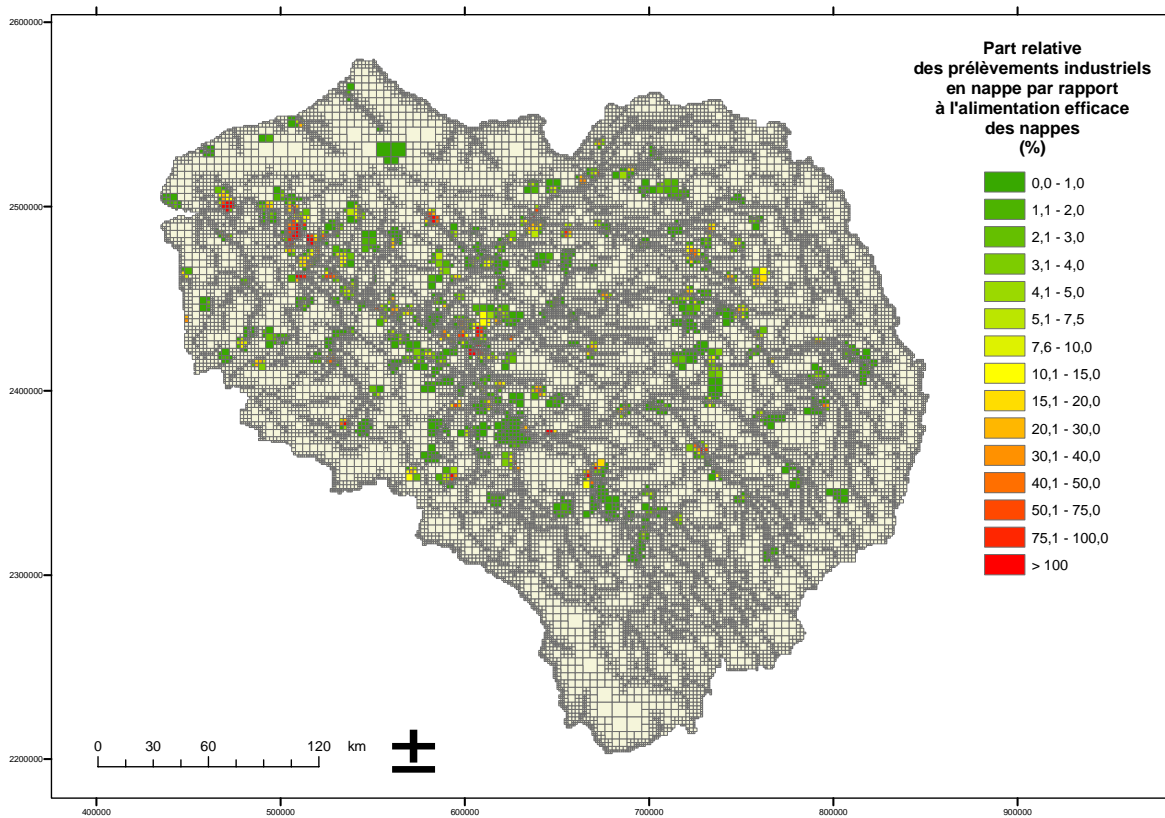 Part relative
des prélèvements industriels
en nappe par rapport
à l'alimentation efficace
des nappes
(%)
0,0 - 1,0
1,1 - 2,0
2,1 - 3,0
3,1 - 4,0
4,1 - 5,0
5,1 - 7,5
7,6 - 10,0
10,1 - 15,0
15,1 - 20,0
20,1 - 30,0
30,1 - 40,0
40,1 - 50,0
50,1 - 75,0
75,1 - 100,0
> 100
2600000
2500000
2400000
2300000
2200000
0 30 60 120 km
400000 500000 600000 700000 800000 900000